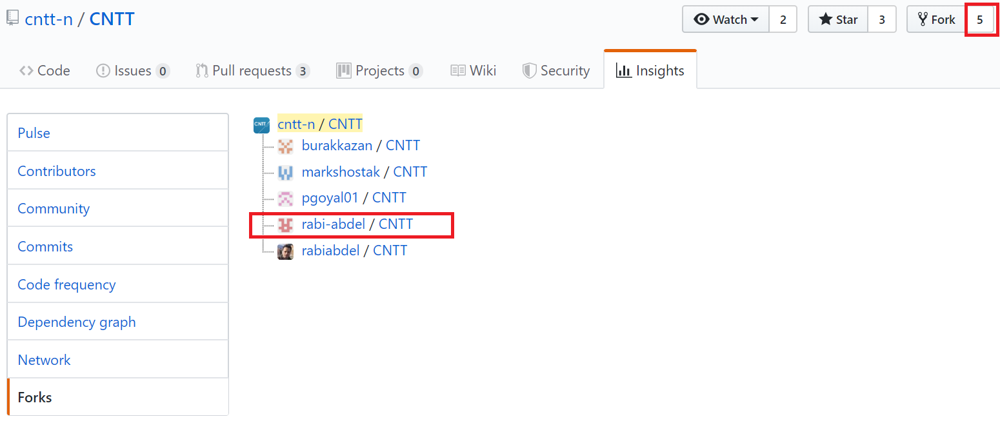 cntt-n / CNTT
Watch 2 Star 3 Fork 5
Code Issues 0 Pull requests 3 Projects 0 Wiki Security Insights
Pulse
Contributors
Community
Commits
Code frequency
Dependency graph
Network
Forks
CNTT
cntt-n / CNTT
burakkazan / CNTT
markshostak / CNTT
pgoyal01 / CNTT
rabi-abdel / CNTT
rabiabdel / CNTT